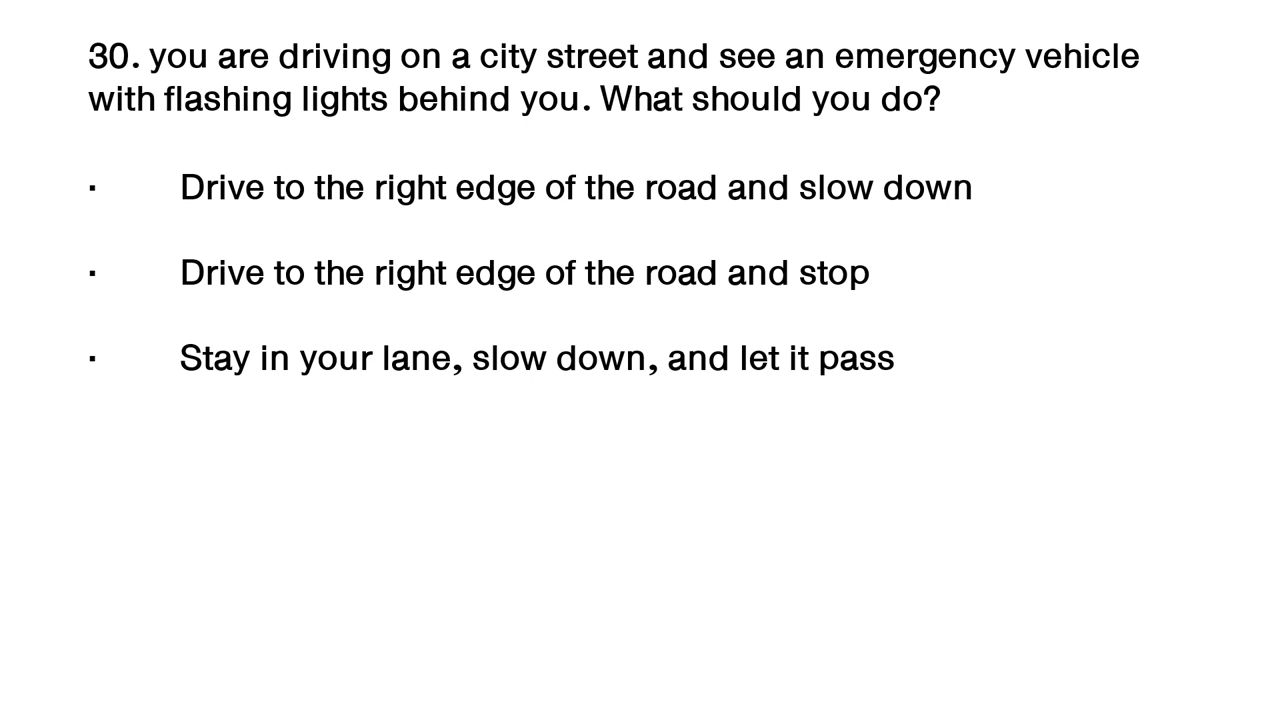 30. you are driving on a city street and see an emergency vehicle
with flashing lights behind you. What should you do?
· Drive to the right edge of the road and slow down
· Drive to the right edge of the road and stop
· Stay in your lane, slow down, and let it pass